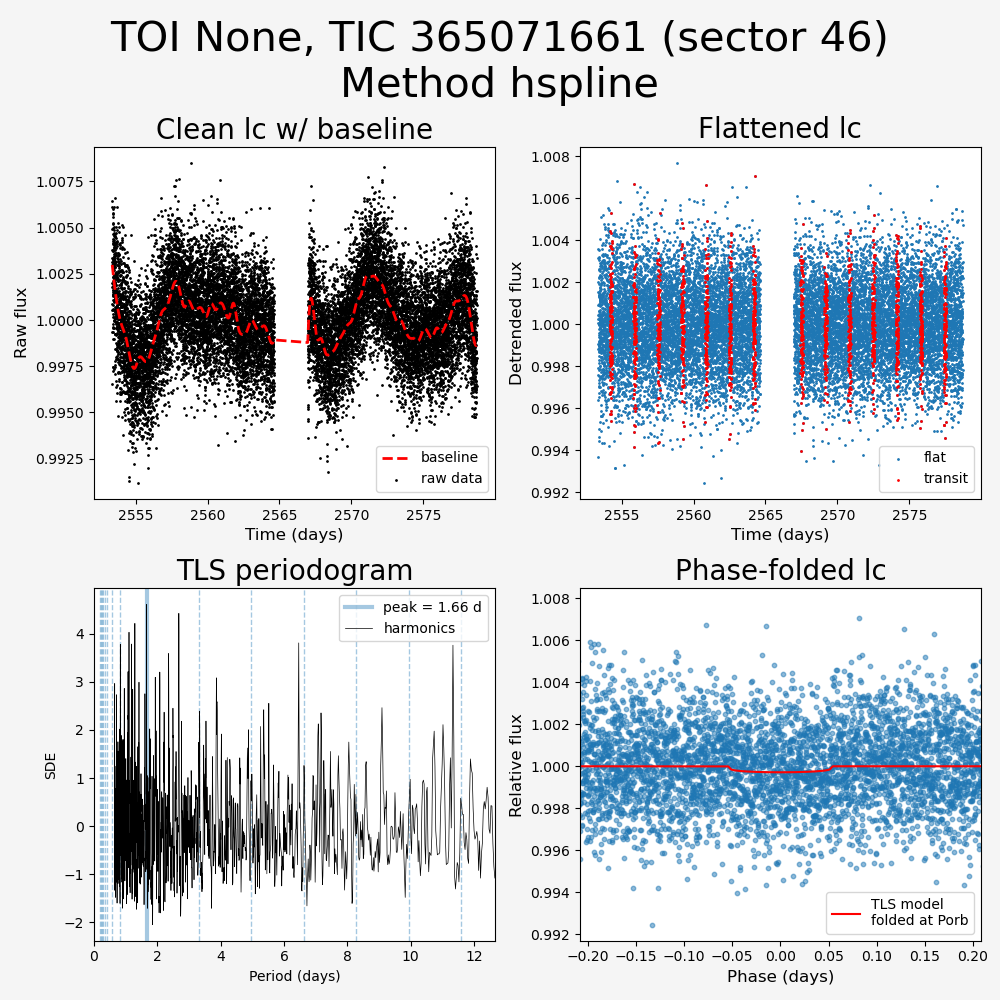 TOI None, TIC 365071661 (sector 46)
Method hspline
Clean lc w/ baseline
Raw flux
1.0075
1.0050
1.0025
1.0000
0.9975
0.9950
0.9925
baseline
raw data
2555 2560 2565 2570 2575
Time (days)
Flattened lc
Detrended flux
1.008
1.006
1.004
1.002
1.000
0.998
0.996
0.994
0.992
flat
transit
2555 2560 2565 2570 2575
Time (days)
TLS periodogram
SDE
4
3
2
1
0
−1
−2
peak = 1.66 d
harmonics
0 2 4 6 8 10 12
Period (days)
Phase-folded lc
Relative flux
1.008
1.006
1.004
1.002
1.000
0.998
0.996
0.994
0.992
TLS model
folded at Porb
−0.20 −0.15 −0.10 −0.05 0.00 0.05 0.10 0.15 0.20
Phase (days)